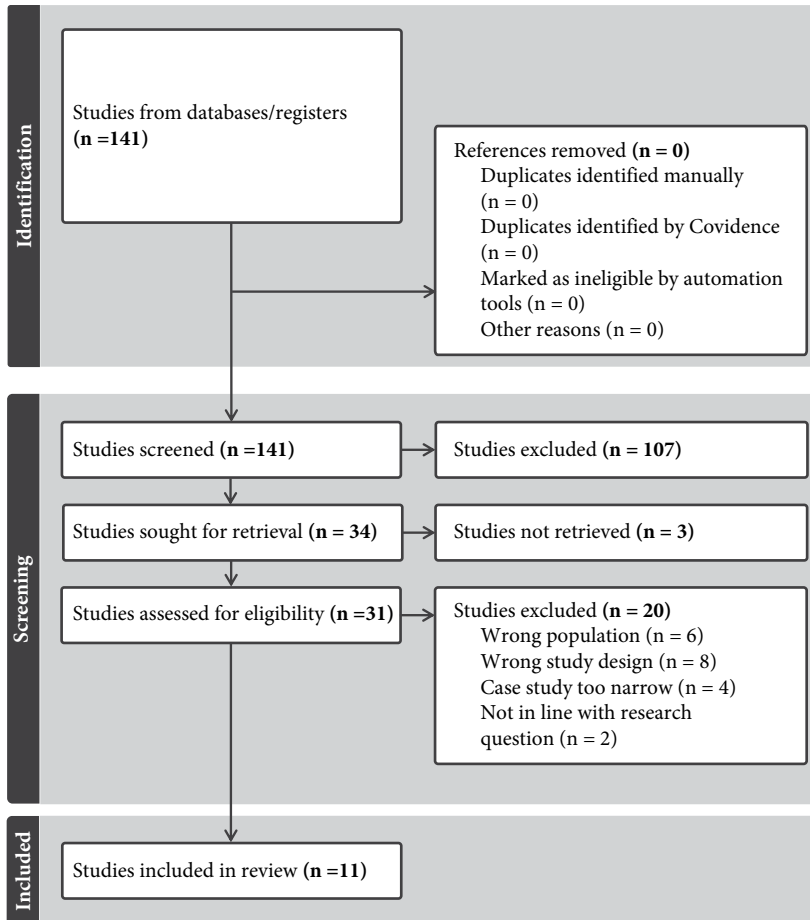 Identification
Studies from databases/registers
(n =141)
References removed (n = 0)
Duplicates identified manually
(n = 0)
Duplicates identified by Covidence
(n = 0)
Marked as ineligible by automation
tools (n = 0)
Other reasons (n = 0)
Screening
Studies screened (n =141)
Studies excluded (n = 107)
Studies sought for retrieval (n = 34)
Studies not retrieved (n = 3)
Studies assessed for eligibility (n =31)
Studies excluded (n = 20)
Wrong population (n = 6)
Wrong study design (n = 8)
Case study too narrow (n = 4)
Not in line with research
question (n = 2)
Included
Studies included in review (n =11)